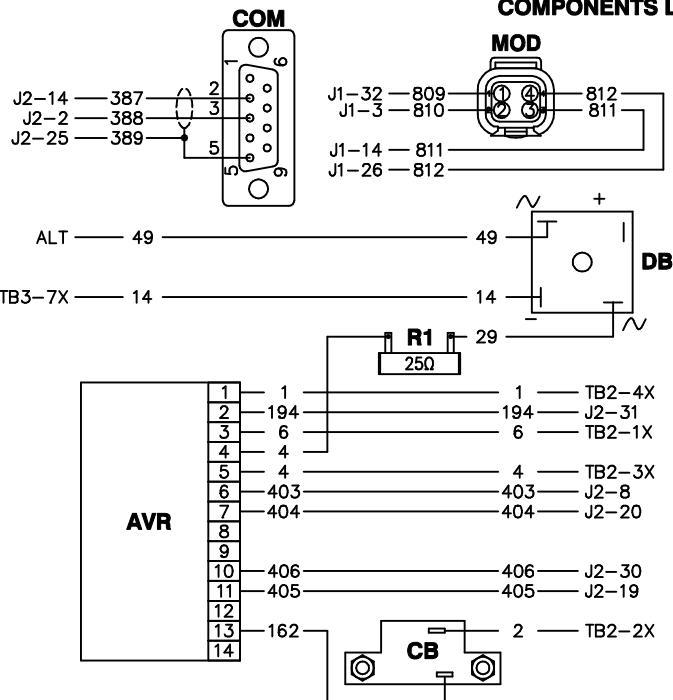 COMPONENTS L
COM
MOD
1 6
J2-14 387 2
J2-2 388 3
J2-25 389
5
5 9
J1-32 809 1 4 812
J1-3 810 2 3 811
J1-14 811
J1-26 812
+
ALT 49 49
DB
TB3-7X 14 14
−
R1 29
25Ω
AVR
1 1 1 TB2-4X
2 194 194 J2-31
3 6 6 TB2-1X
4 4
5 4 4 TB2-3X
6 403 403 J2-8
7 404 404 J2-20
8
9
10 406 406 J2-30
11 405 405 J2-19
12
13 162 2 TB2-2X
14
CB